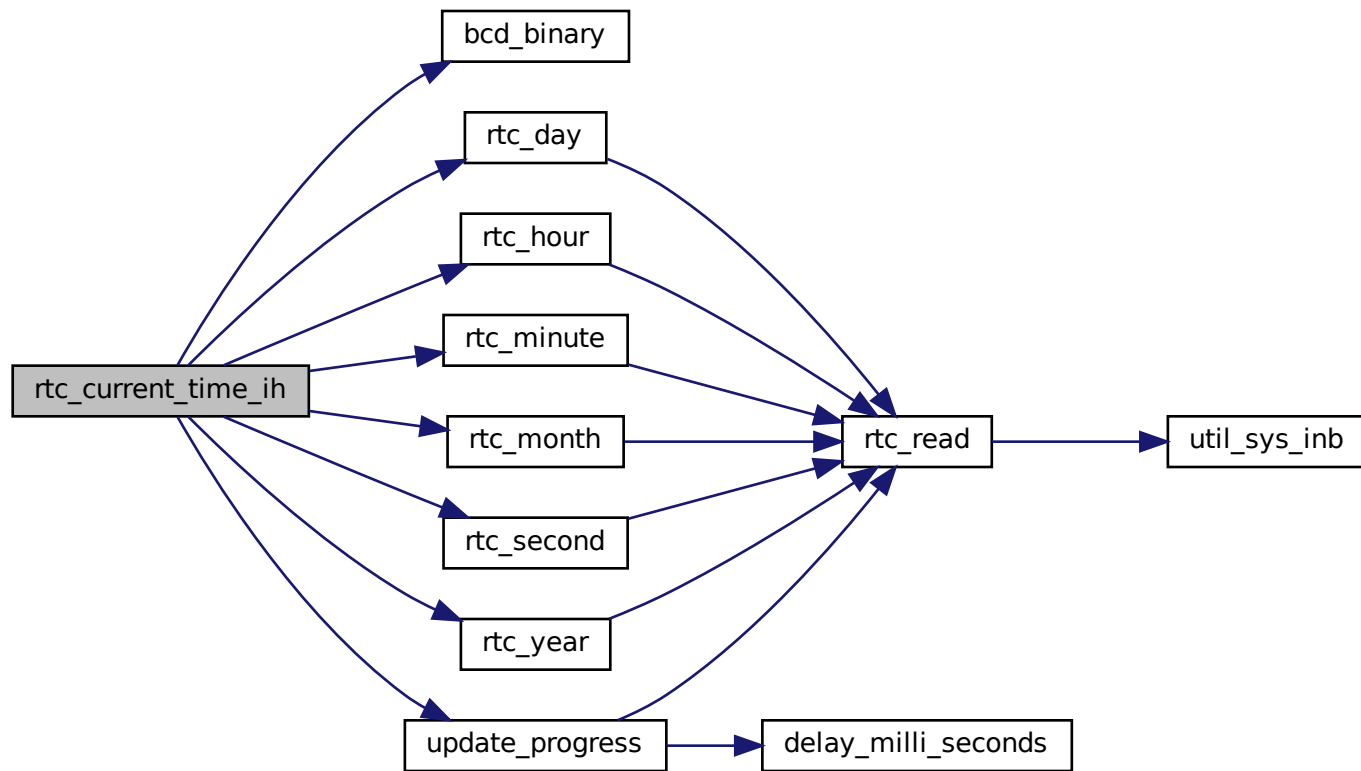 bcd_binary
rtc_day
rtc_hour
rtc_minute
rtc_current_time_ih
rtc_month
rtc_read
util_sys_inb
rtc_second
rtc_year
update_progress
delay_milli_seconds